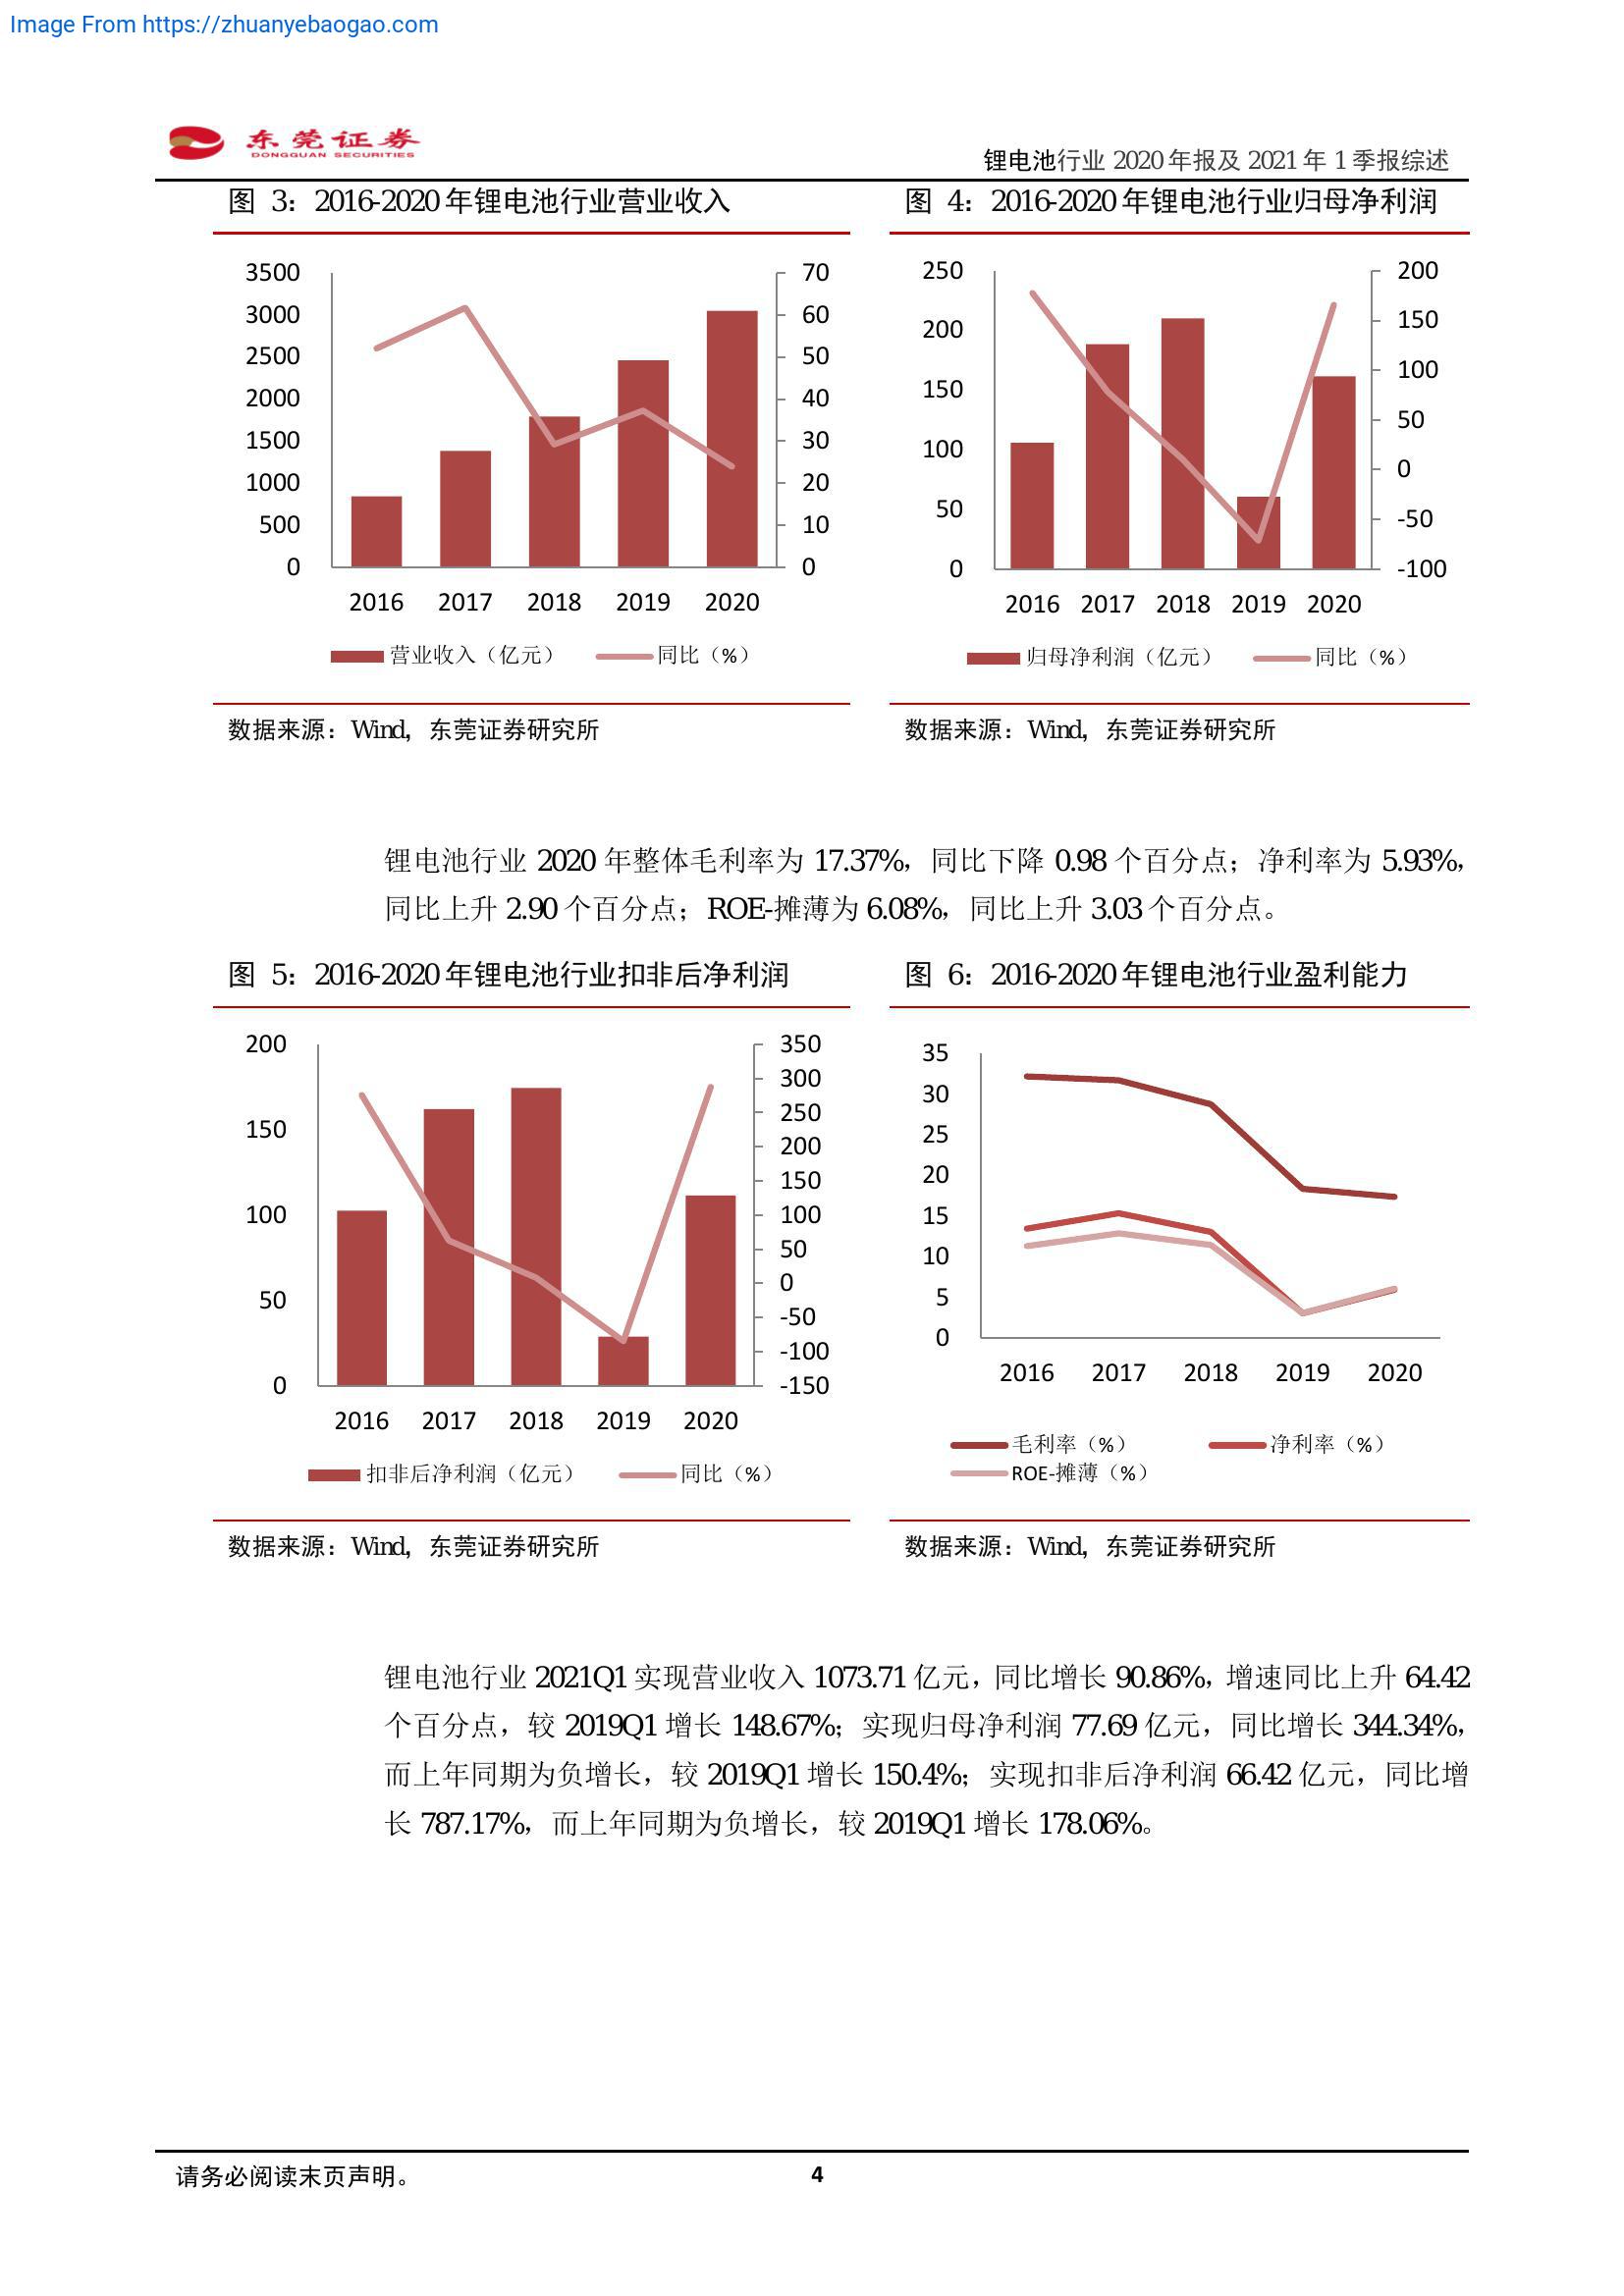 Image From https://zhuanyebaogao.com
东莞证券
DONGGUAN SECURITIES
锂电池行业 2020 年报及 2021 年 1 季报综述
图 3：2016-2020 年锂电池行业营业收入
3500
3000
2500
2000
1500
1000
500
0
70
60
50
40
30
20
10
0
2016 2017 2018 2019 2020
营业收入（亿元） 同比（%）
数据来源：Wind，东莞证券研究所
图 4：2016-2020 年锂电池行业归母净利润
250
200
150
100
50
0
200
150
100
50
0
-50
-100
2016 2017 2018 2019 2020
归母净利润（亿元） 同比（%）
数据来源：Wind，东莞证券研究所
锂电池行业 2020 年整体毛利率为 17.37%，同比下降 0.98 个百分点；净利率为 5.93%，
同比上升 2.90 个百分点；ROE-摊薄为 6.08%，同比上升 3.03 个百分点。
图 5：2016-2020 年锂电池行业扣非后净利润
200
150
100
50
0
350
300
250
200
150
100
50
0
-50
-100
-150
2016 2017 2018 2019 2020
扣非后净利润（亿元） 同比（%）
数据来源：Wind，东莞证券研究所
图 6：2016-2020 年锂电池行业盈利能力
35
30
25
20
15
10
5
0
2016 2017 2018 2019 2020
毛利率（%） 净利率（%）
ROE-摊薄（%）
数据来源：Wind，东莞证券研究所
锂电池行业 2021Q1 实现营业收入 1073.71 亿元，同比增长 90.86%，增速同比上升 64.42
个百分点，较 2019Q1 增长 148.67%；实现归母净利润 77.69 亿元，同比增长 344.34%，
而上年同期为负增长，较 2019Q1 增长 150.4%；实现扣非后净利润 66.42 亿元，同比增
长 787.17%，而上年同期为负增长，较 2019Q1 增长 178.06%。
请务必阅读末页声明。
4